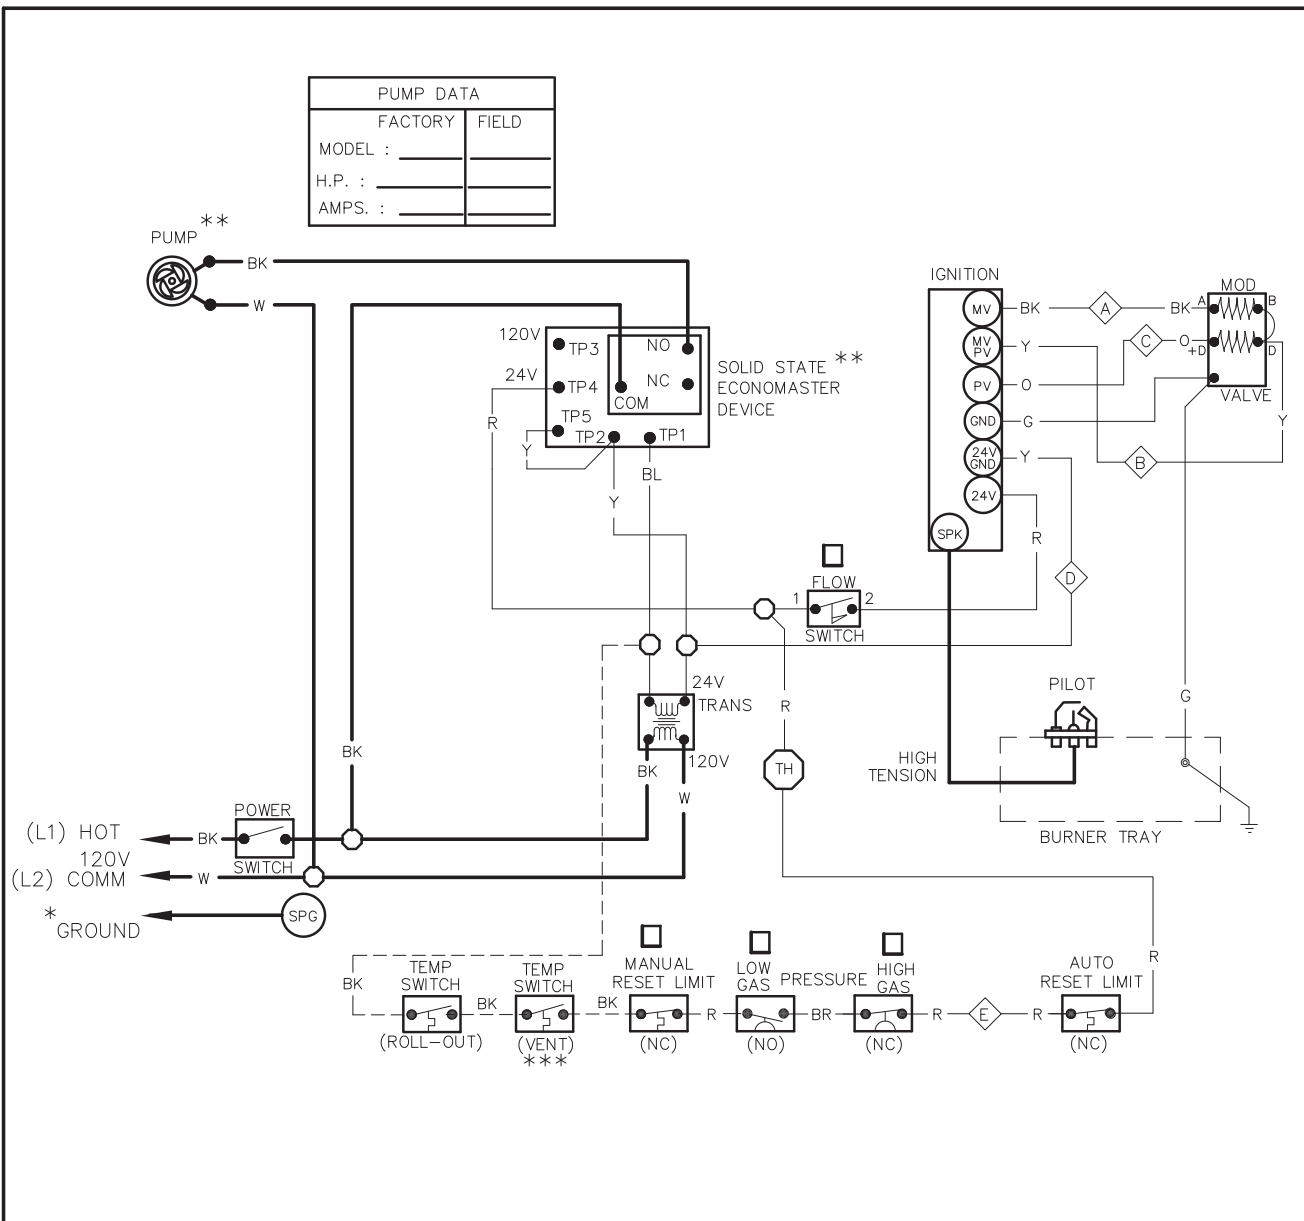 PUMP DATA
FACTORY FIELD
MODEL :
H.P. :
AMPS. :
PUMP **
BK
W
IGNITION
MV
BK
A
BK
MV PV
Y
PV
O
C
O
GND
G
24V GND
Y
24V
R
SPK
B
D
MOD
A
B
+D
D
VALVE
Y
G
120V
TP3
24V
TP4
TP5
TP2
TP1
NO
NC
COM
SOLID STATE **
ECONOMASTER
DEVICE
R
Y
BL
Y
FLOW
1 2
SWITCH
24V
TRANS
120V
BK
W
R
TH
PILOT
HIGH
TENSION
BURNER TRAY
BK
POWER
SWITCH
(L1) HOT
BK
120V
(L2) COMM
W
*
GROUND
SPG
BK
TEMP
SWITCH
(ROLL-OUT)
BK
TEMP
SWITCH
(VENT)
***
BK
MANUAL
RESET LIMIT
(NC)
R
LOW
GAS
(NO)
PRESSURE
BR
HIGH
GAS
(NC)
R
E
R
AUTO
RESET LIMIT
(NC)
R